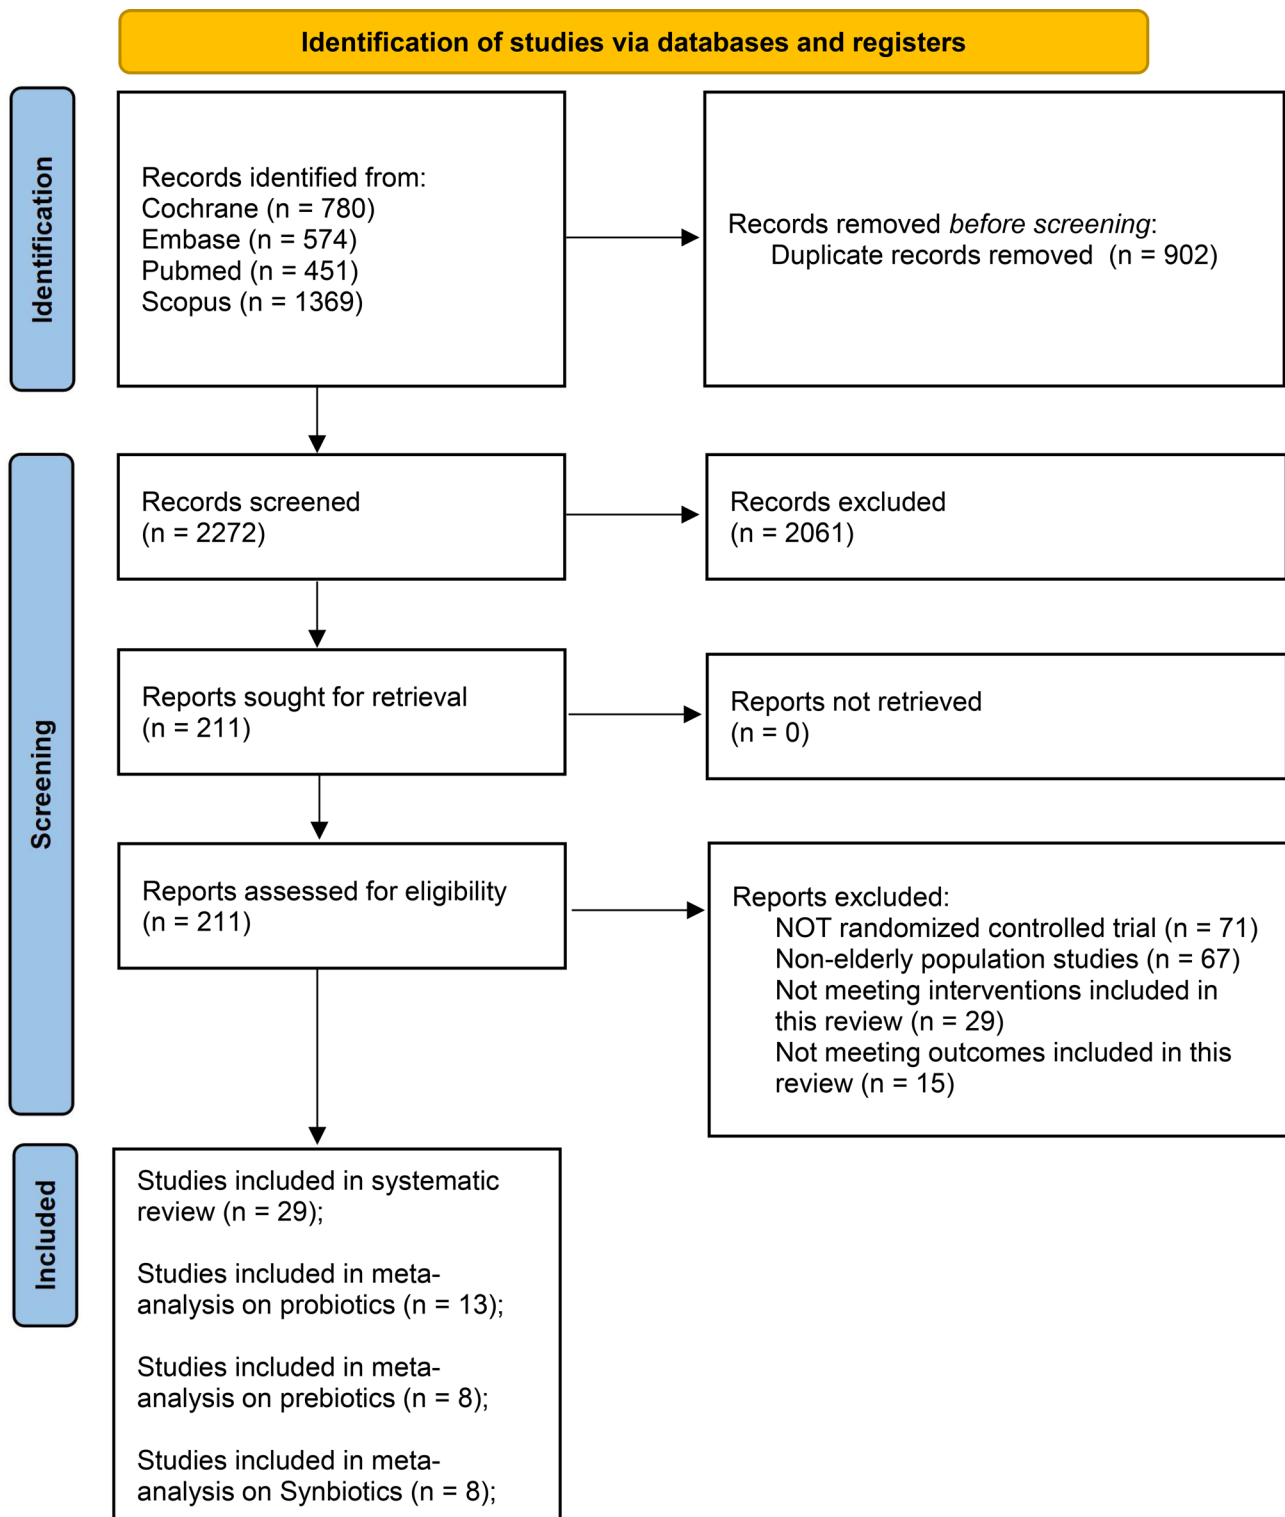 Identification of studies via databases and registers
Identification
Records identified from:
Cochrane (n = 780)
Embase (n = 574)
Pubmed (n = 451)
Scopus (n = 1369)
Records removed before screening:
Duplicate records removed (n = 902)
Screening
Records screened
(n = 2272)
Records excluded
(n = 2061)
Reports sought for retrieval
(n = 211)
Reports not retrieved
(n = 0)
Reports assessed for eligibility
(n = 211)
Reports excluded:
NOT randomized controlled trial (n = 71)
Non-elderly population studies (n = 67)
Not meeting interventions included in
this review (n = 29)
Not meeting outcomes included in this
review (n = 15)
Included
Studies included in systematic
review (n = 29);
Studies included in meta-
analysis on probiotics (n = 13);
Studies included in meta-
analysis on prebiotics (n = 8);
Studies included in meta-
analysis on Synbiotics (n = 8);